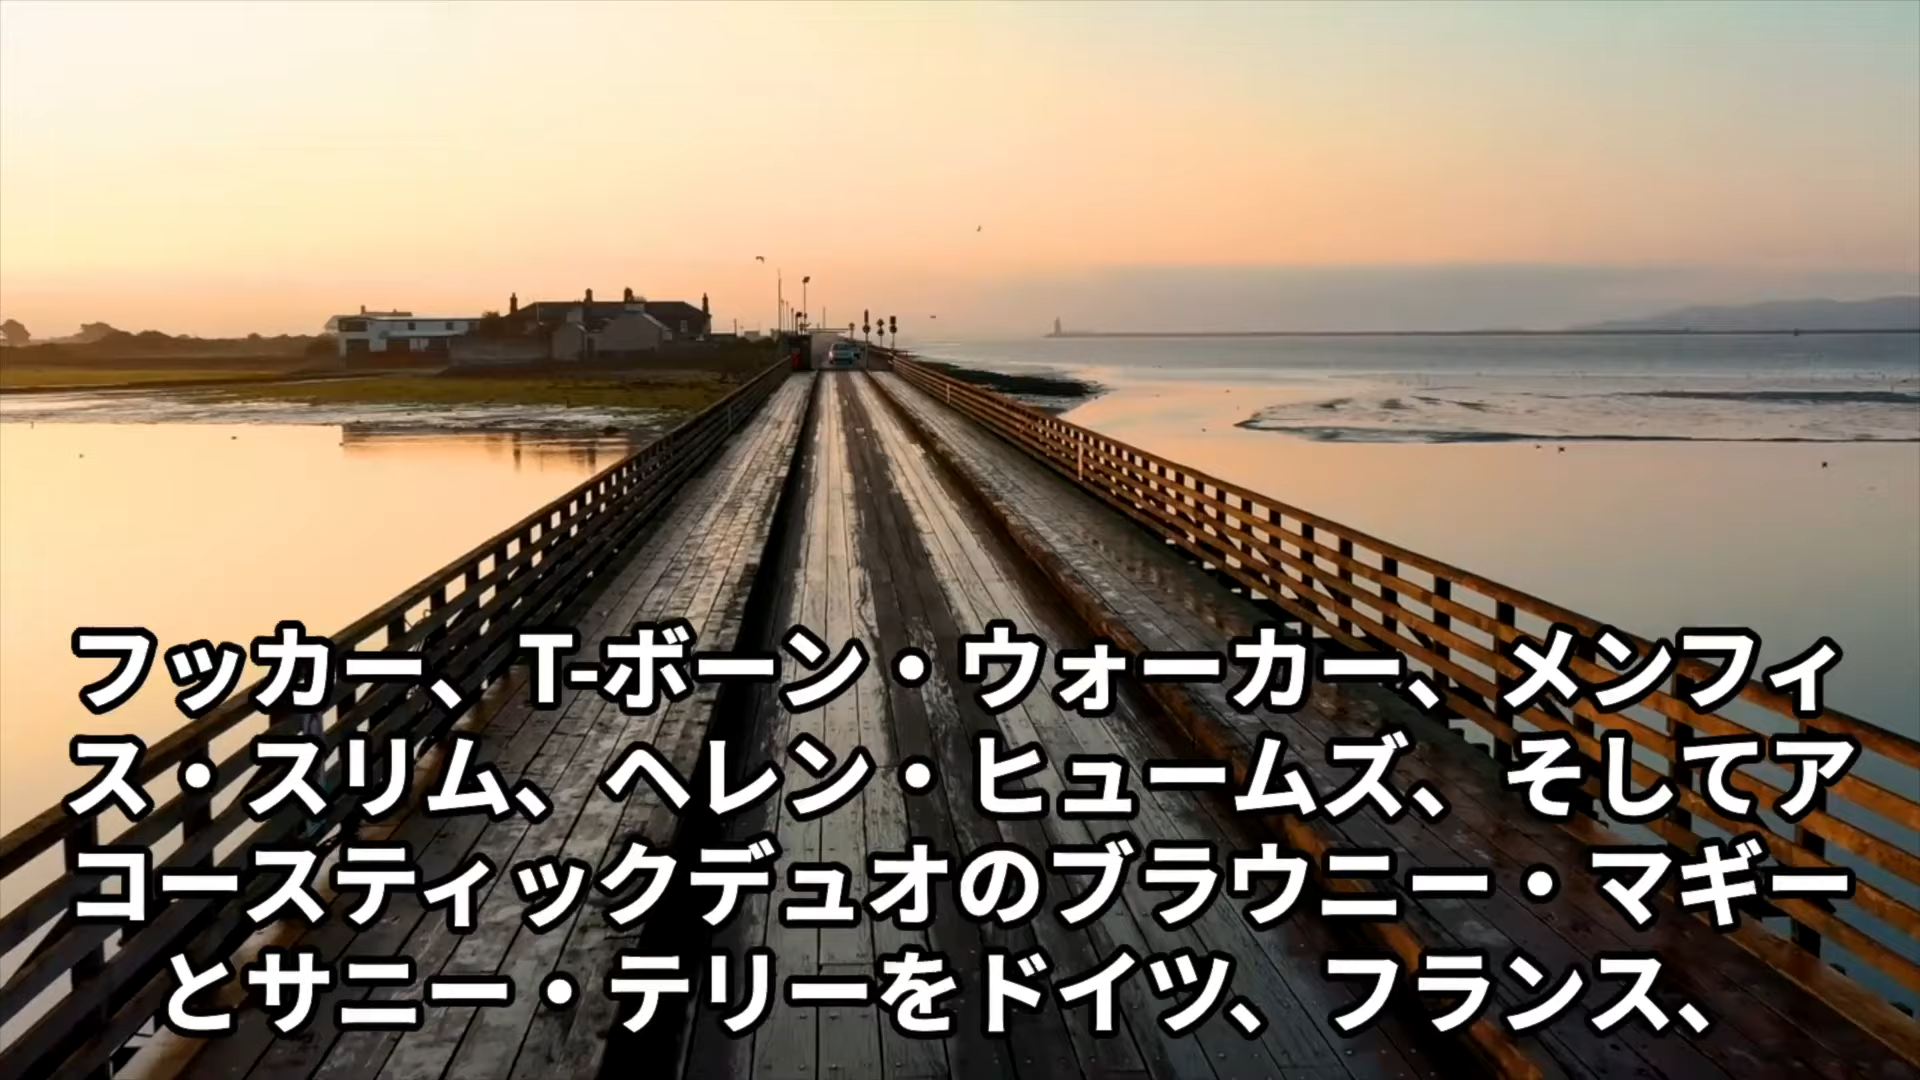 フッカー、T-ボーン・ウォーカー、メンフィ
ス・スリム、ヘレン・ヒュームズ、そしてア
コースティックデュオのブラウニー・マギー
とサニー・テリーをドイツ、フランス、